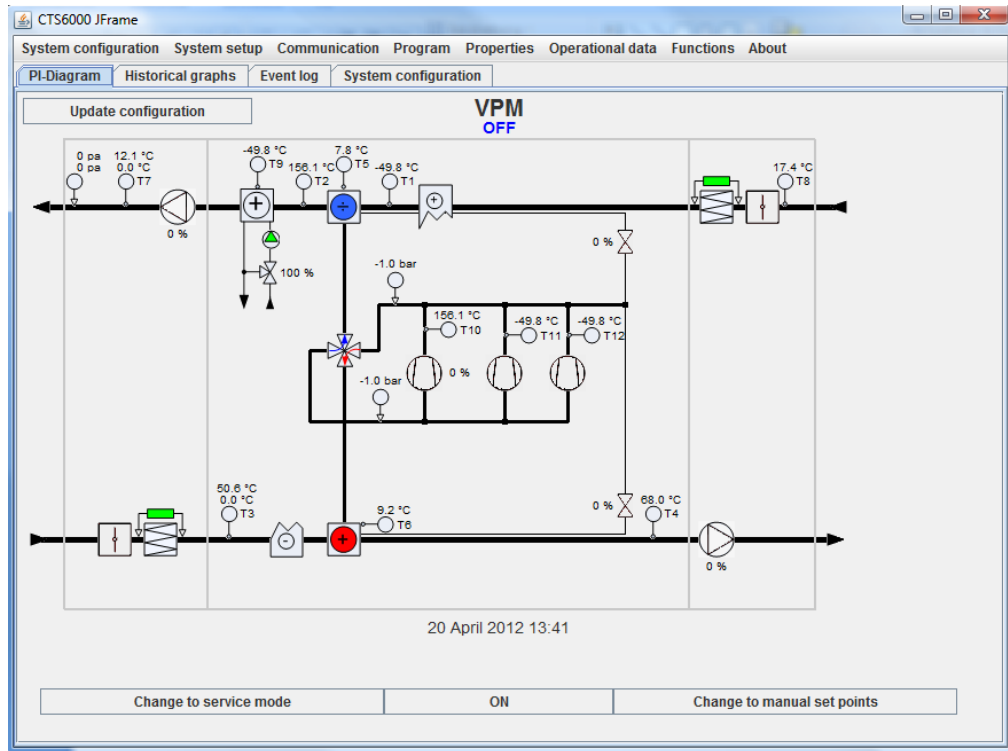 CTS6000 JFrame
System configuration System setup Communication Program Properties Operational data Functions About
PI-Diagram Historical graphs Event log System configuration
Update configuration
VPM
OFF
0 pa
0 pa
12.1 °C
0.0 °C
T7
-49.8 °C
T9
156.1 °C
T2
7.8 °C
T5
-49.8 °C
T1
17.4 °C
T8
0 %
100 %
0 %
-1.0 bar
156.1 °C
T10
-49.8 °C
T11
-49.8 °C
T12
0 %
-1.0 bar
50.6 °C
0.0 °C
T3
9.2 °C
T6
0 %
68.0 °C
T4
0 %
20 April 2012 13:41
Change to service mode ON Change to manual set points